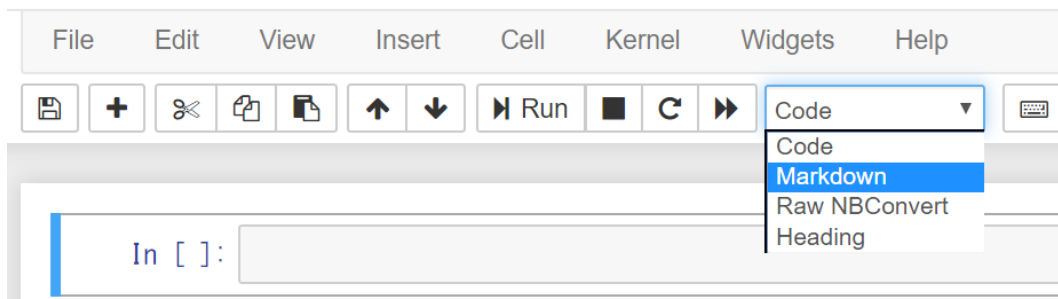 File Edit View Insert Cell Kernel Widgets Help
Run Code
Code
Markdown
Raw NBConvert
Heading
In [ ]: